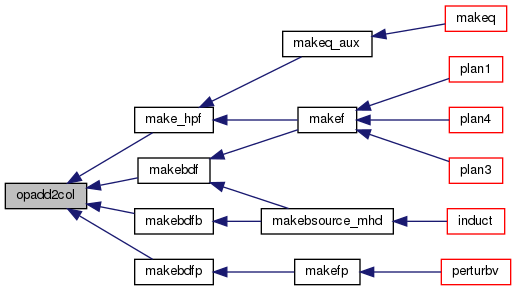 makeq
makeq_aux
plan1
make_hpf
makef
plan4
makebdf
plan3
opadd2col
makebdfb
makebsource_mhd
induct
makebdfp
makefp
perturbv